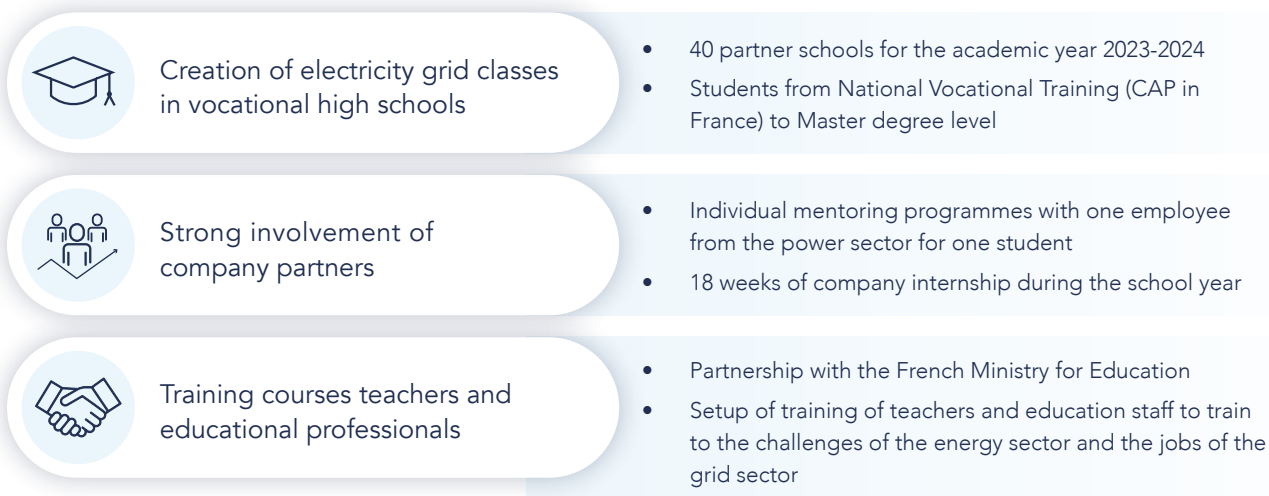 Creation of electricity grid classes
in vocational high schools
• 40 partner schools for the academic year 2023-2024
• Students from National Vocational Training (CAP in
France) to Master degree level
Strong involvement of
company partners
• Individual mentoring programmes with one employee
from the power sector for one student
• 18 weeks of company internship during the school year
Training courses teachers and
educational professionals
• Partnership with the French Ministry for Education
• Setup of training of teachers and education staff to train
to the challenges of the energy sector and the jobs of the
grid sector